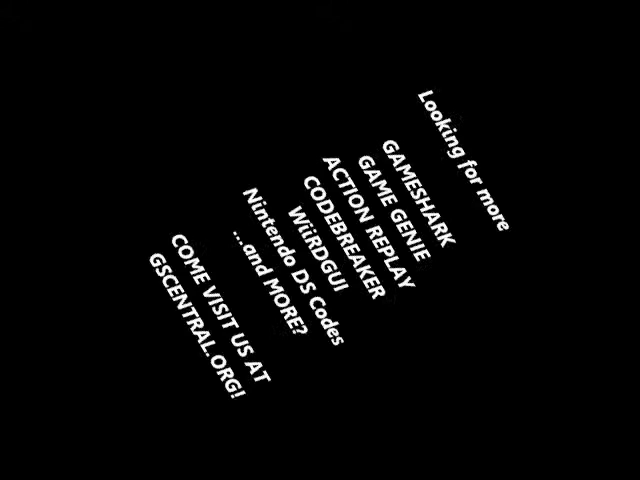 Looking for more
GAMESHARK
GAME GENIE
ACTION REPLAY
CODEBREAKER
WiiRDGUI
Nintendo DS Codes
...and MORE?
COME VISIT US AT
GSCENTRAL.ORG!